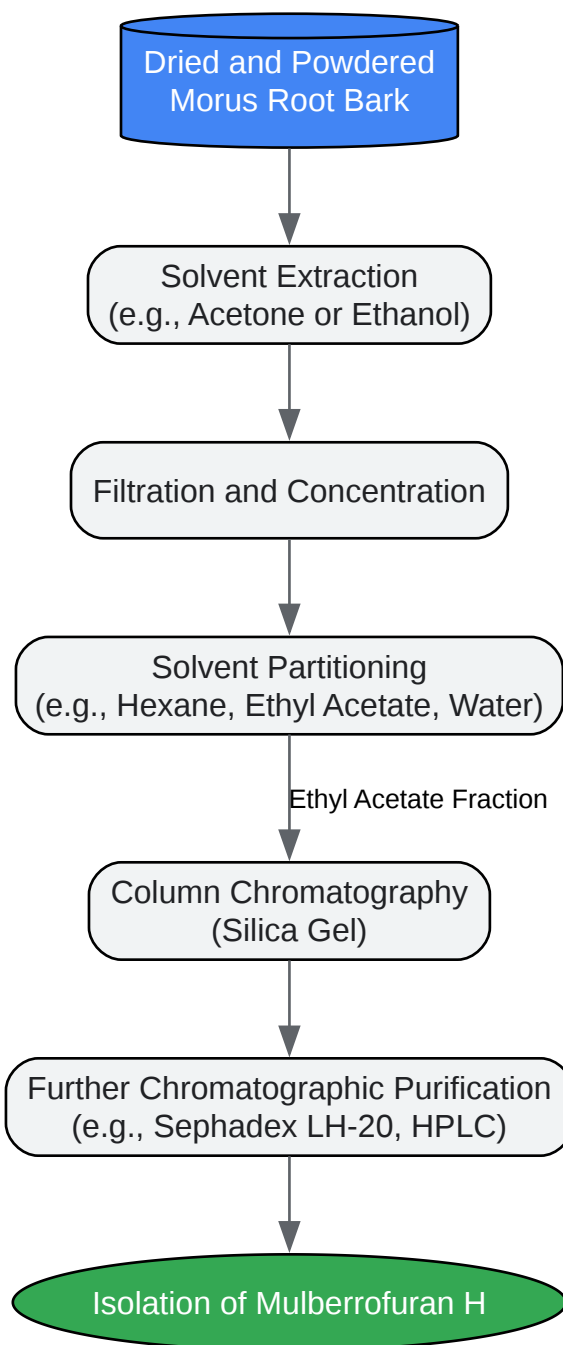 Dried and Powdered
Morus Root Bark
Solvent Extraction
(e.g., Acetone or Ethanol)
Filtration and Concentration
Solvent Partitioning
(e.g., Hexane, Ethyl Acetate, Water)
Ethyl Acetate Fraction
Column Chromatography
(Silica Gel)
Further Chromatographic Purification
(e.g., Sephadex LH-20, HPLC)
Isolation of Mulberrofuran H